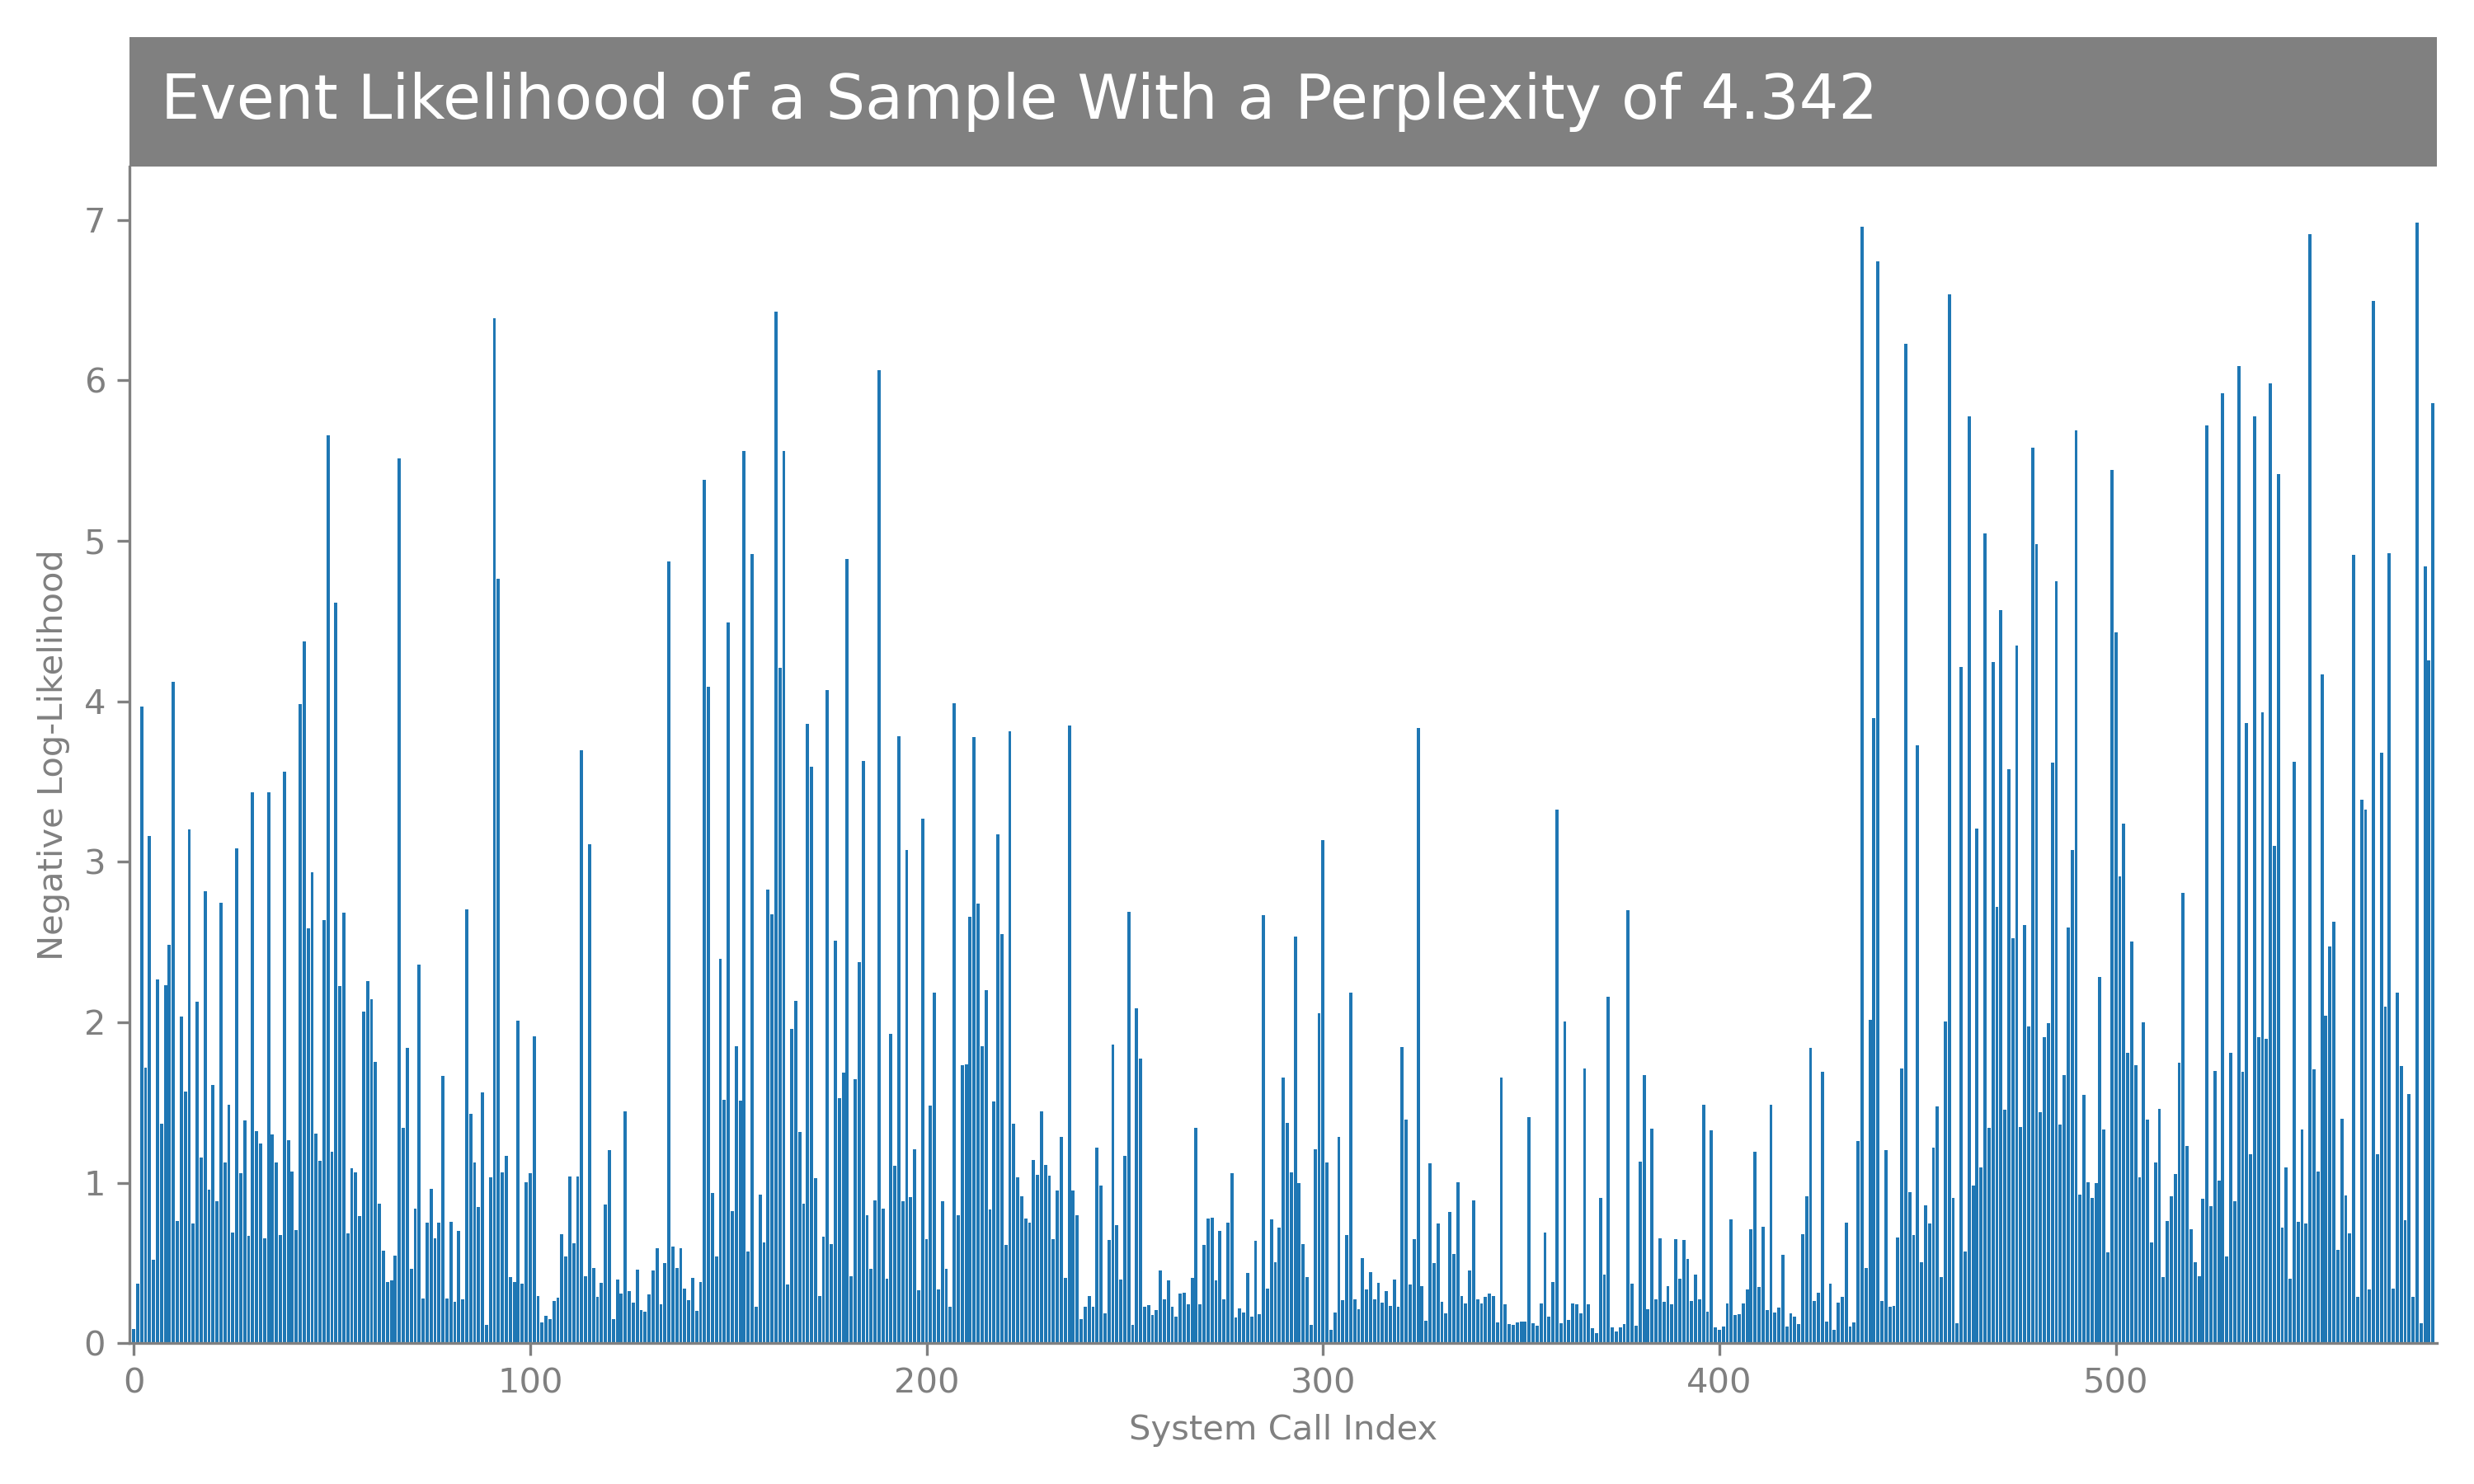 Event Likelihood of a Sample With a Perplexity of 4.342
7
6
5
4
3
2
1
0
Negative Log-Likelihood
0 100 200 300 400 500
System Call Index